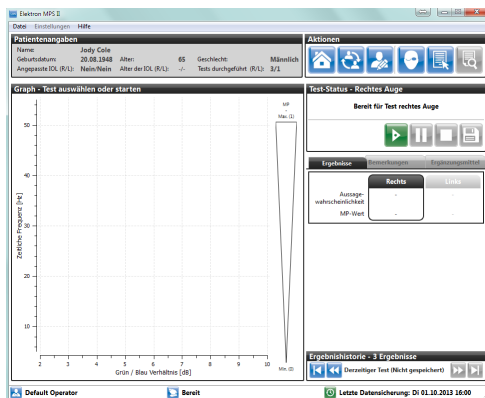 Elektron MPS II
Datei Einstellungen Hilfe
Patientenangaben
Name Jody Cole
Geburtsdatum: 20.08.1948 Alter: 65 Geschlecht: Männlich
Angepasste IOL (R/L): Nein/Nein Alter der IOL (R/L): -/- Tests durchgeführt (R/L): 3/1
Aktionen
Graph - Test auswählen oder starten
MP
-
Max. (1)
50
40
30
20
10
Zeitliche Frequenz [Hz]
2 3 4 5 6 7 8 9 10
Grün / Blau Verhältnis [dB]
Min. (0)
Test-Status - Rechtes Auge
Bereit für Test rechtes Auge
Ergebnisse Bemerkungen Ergänzungsmittel
Rechts Links
Aussage-
wahrscheinlichkeit - -
MP-Wert - -
Ergebnishistorie - 3 Ergebnisse
Derzeitiger Test (Nicht gespeichert)
Default Operator Bereit Letzte Datensicherung: Di 01.10.2013 16:00